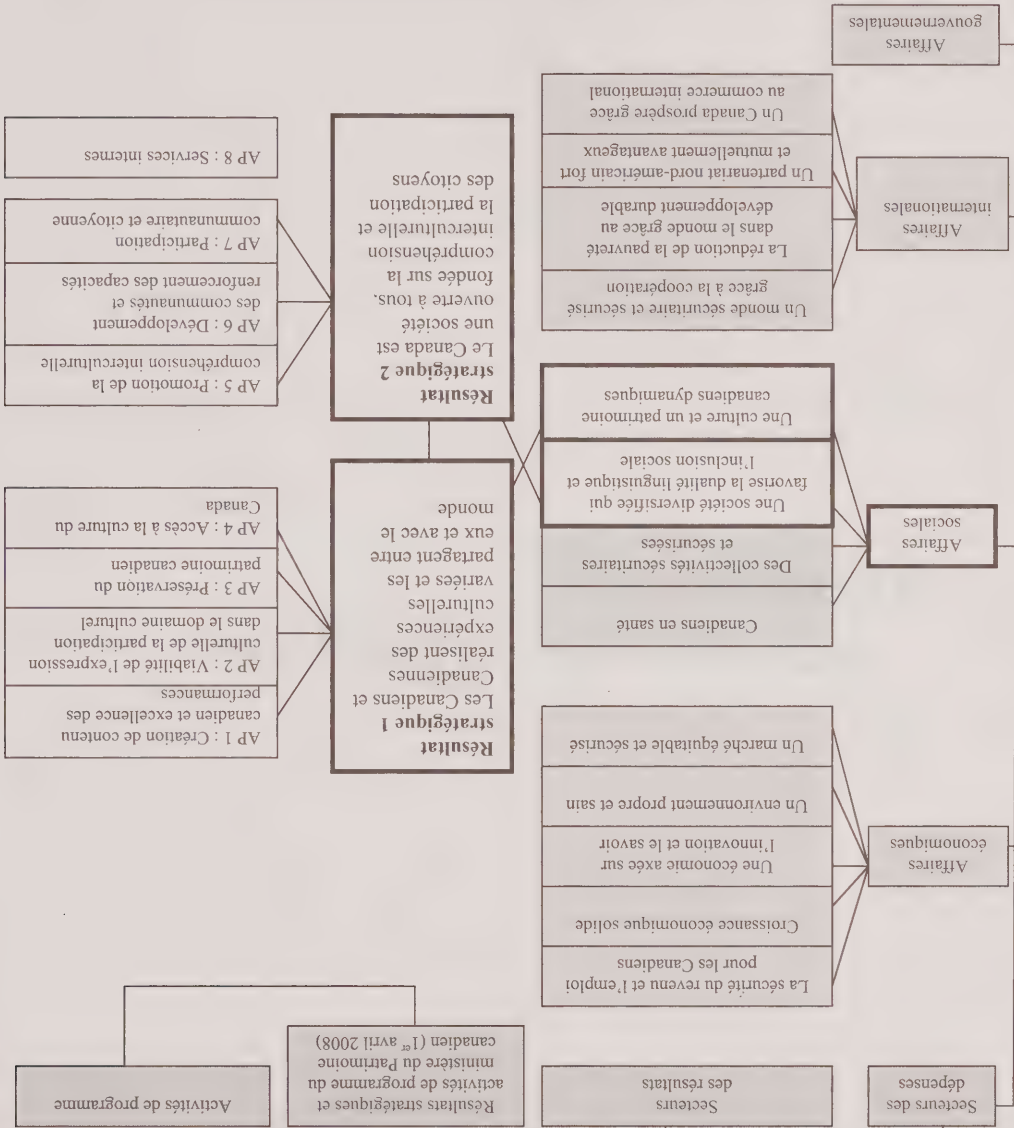 Secteurs des
dépenses
Secteurs
des résultats
Résultats stratégiques et
activités de programme du
ministère du Patrimoine
canadien (1er avril 2008)
Activités de programme
Affaires
économiques
La sécurité du revenu et l'emploi
pour les Canadiens
Croissance économique solide
Une économie axée sur
l'innovation et le savoir
Un environnement propre et sain
Un marché équitable et sécurisé
Affaires
sociales
Canadiens en santé
Des collectivités sécuritaires
et sécurisées
Une société diversifiée qui
favorise la dualité linguistique et
l'inclusion sociale
Une culture et un patrimoine
canadiens dynamiques
Affaires
internationales
Un monde sécuritaire et sécurisé
grâce à la coopération
La réduction de la pauvreté
dans le monde grâce au
développement durable
Un partenariat nord-américain fort
et mutuellement avantageux
Un Canada prospère grâce
au commerce international
Affaires
gouvernementales
Résultat
stratégique 1
Les Canadiens et
Canadiennes
réalisent des
expériences
culturelles
variées et les
partagent entre
eux et avec le
monde
AP 1 : Création de contenu
canadien et excellence des
performances
AP 2 : Viabilité de l'expression
culturelle de la participation
dans le domaine culturel
AP 3 : Préservation du
patrimoine canadien
AP 4 : Accès à la culture du
Canada
Résultat
stratégique 2
Le Canada est
une société
ouverte à tous.
fondée sur la
compréhension
interculturelle et
la participation
des citoyens
AP 5 : Promotion de la
compréhension interculturelle
AP 6 : Développement
des communautés et
renforcement des capacités
AP 7 : Participation
communautaire et citoyenne
AP 8 : Services internes